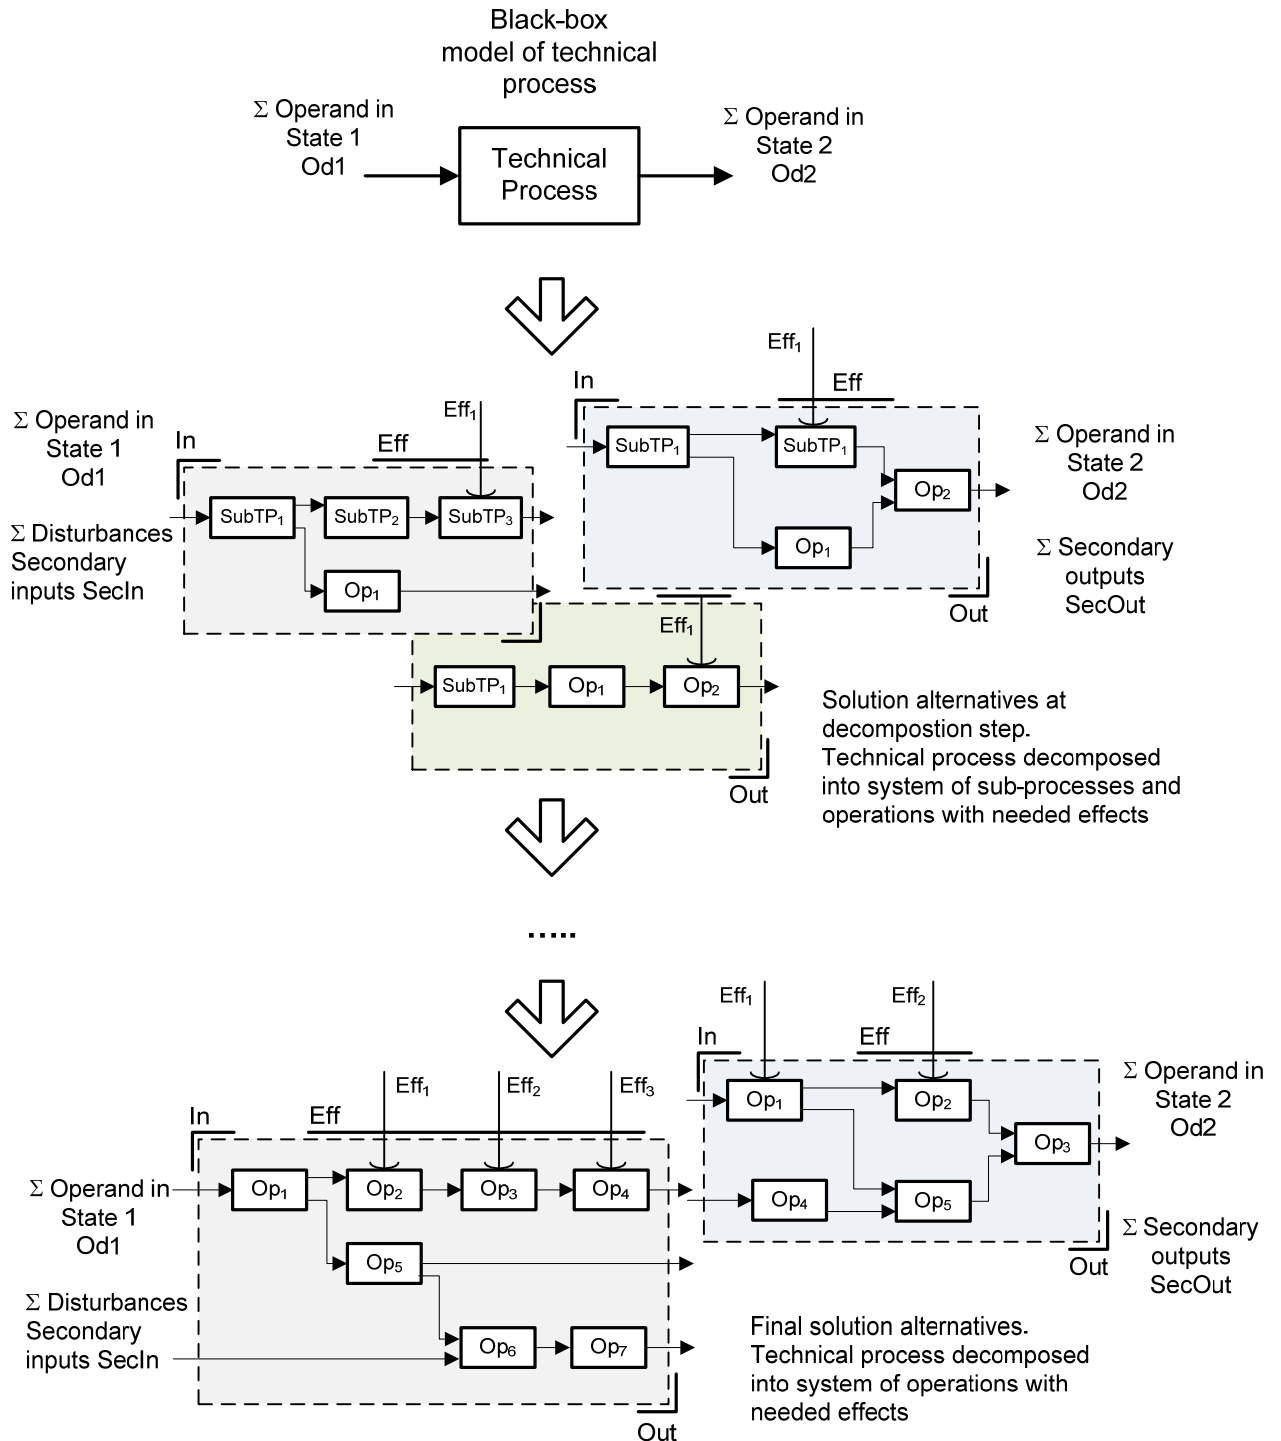 Black-box
model of technical
process
Σ Operand in
State 1
Od1
Technical
Process
Σ Operand in
State 2
Od2
Σ Operand in
State 1
Od1
Σ Disturbances
Secondary
inputs SecIn
In
Eff
Eff₁
SubTP₁
SubTP₂
SubTP₃
Op₁
In
Eff₁
Eff
SubTP₁
SubTP₁
Op₂
Op₁
Out
Σ Operand in
State 2
Od2
Σ Secondary
outputs
SecOut
Eff₁
SubTP₁
Op₁
Op₂
Out
Solution alternatives at
decompostion step.
Technical process decomposed
into system of sub-processes and
operations with needed effects
.....
In
Eff
Eff₁
Eff₂
Eff₃
Σ Operand in
State 1
Od1
Σ Disturbances
Secondary
inputs SecIn
Op₁
Op₂
Op₃
Op₄
Op₅
Op₆
Op₇
Out
Eff₁
Eff₂
In
Eff
Op₁
Op₂
Op₃
Op₄
Op₅
Out
Σ Operand in
State 2
Od2
Σ Secondary
outputs
SecOut
Final solution alternatives.
Technical process decomposed
into system of operations with
needed effects